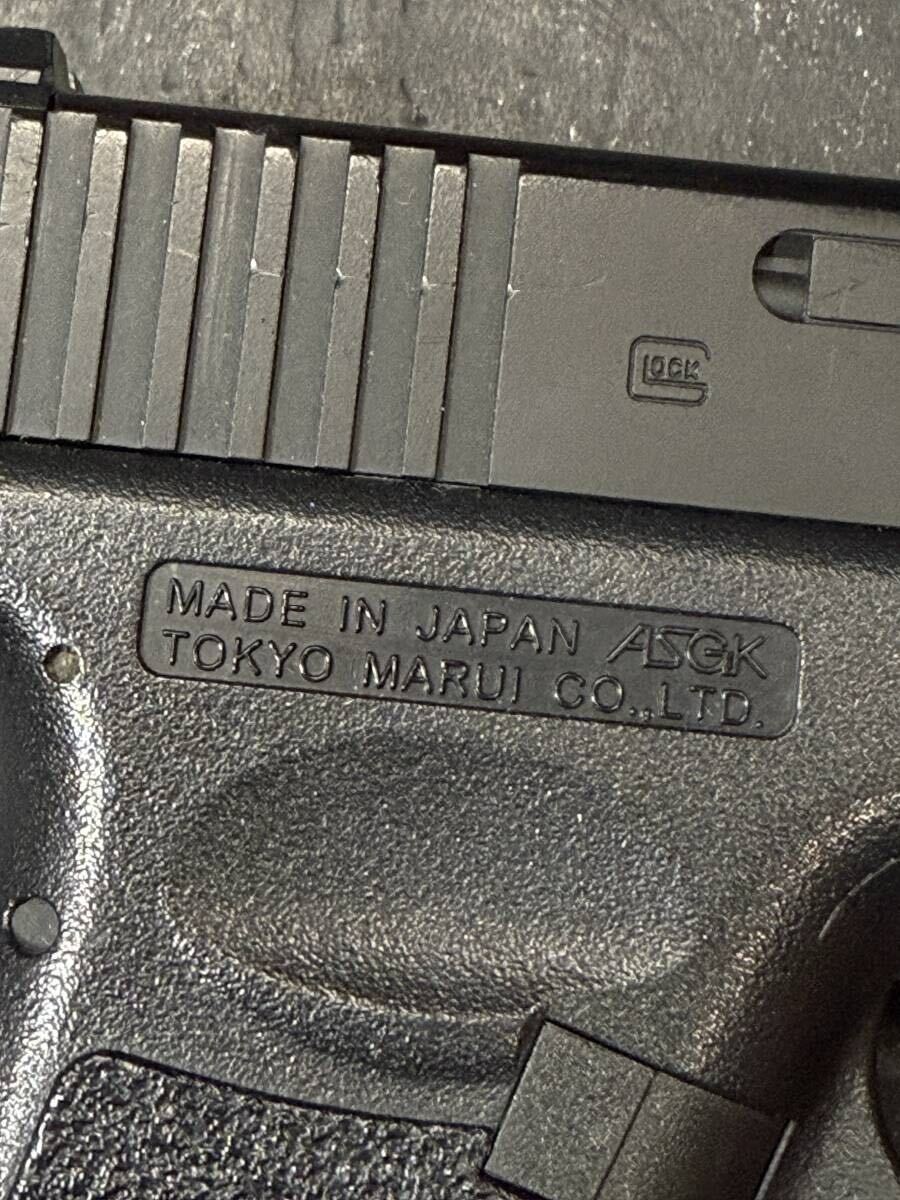 GLOCK
MADE IN JAPAN ASGK
TOKYO MARUI CO.,LTD.